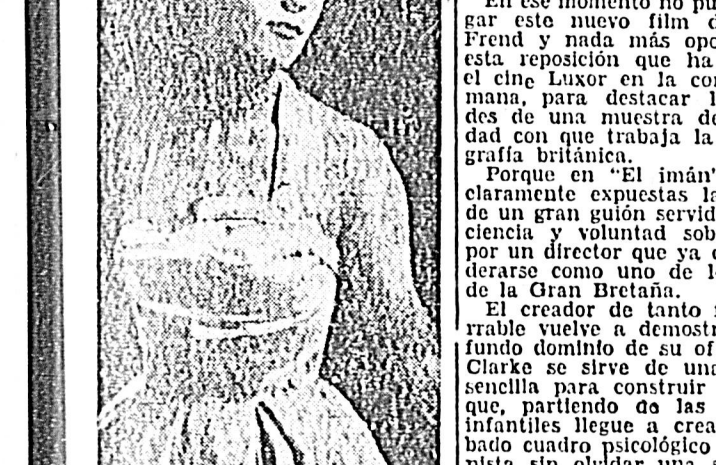 En ese momento no pu
gar este nuevo film d
Frend y nada más opo
esta reposición que ha
el cine Luxor en la co
mana, para destacar l
des de una muestra de
dad con que trabaja la
grafía británica.
Porque en "El imán"
claramente expuestas la
de un gran guión servid
ciencia y voluntad sob
por un director que ya
derarse como uno de l
de la Gran Bretaña.
El creador de tanto
rrable vuelve a demostr
fundo dominio de su of
Clarke se sirve de una
sencilla para construir
que, partiendo de las
infantiles llegue a crea
bado cuadro psicológico
nista sin olvidar una